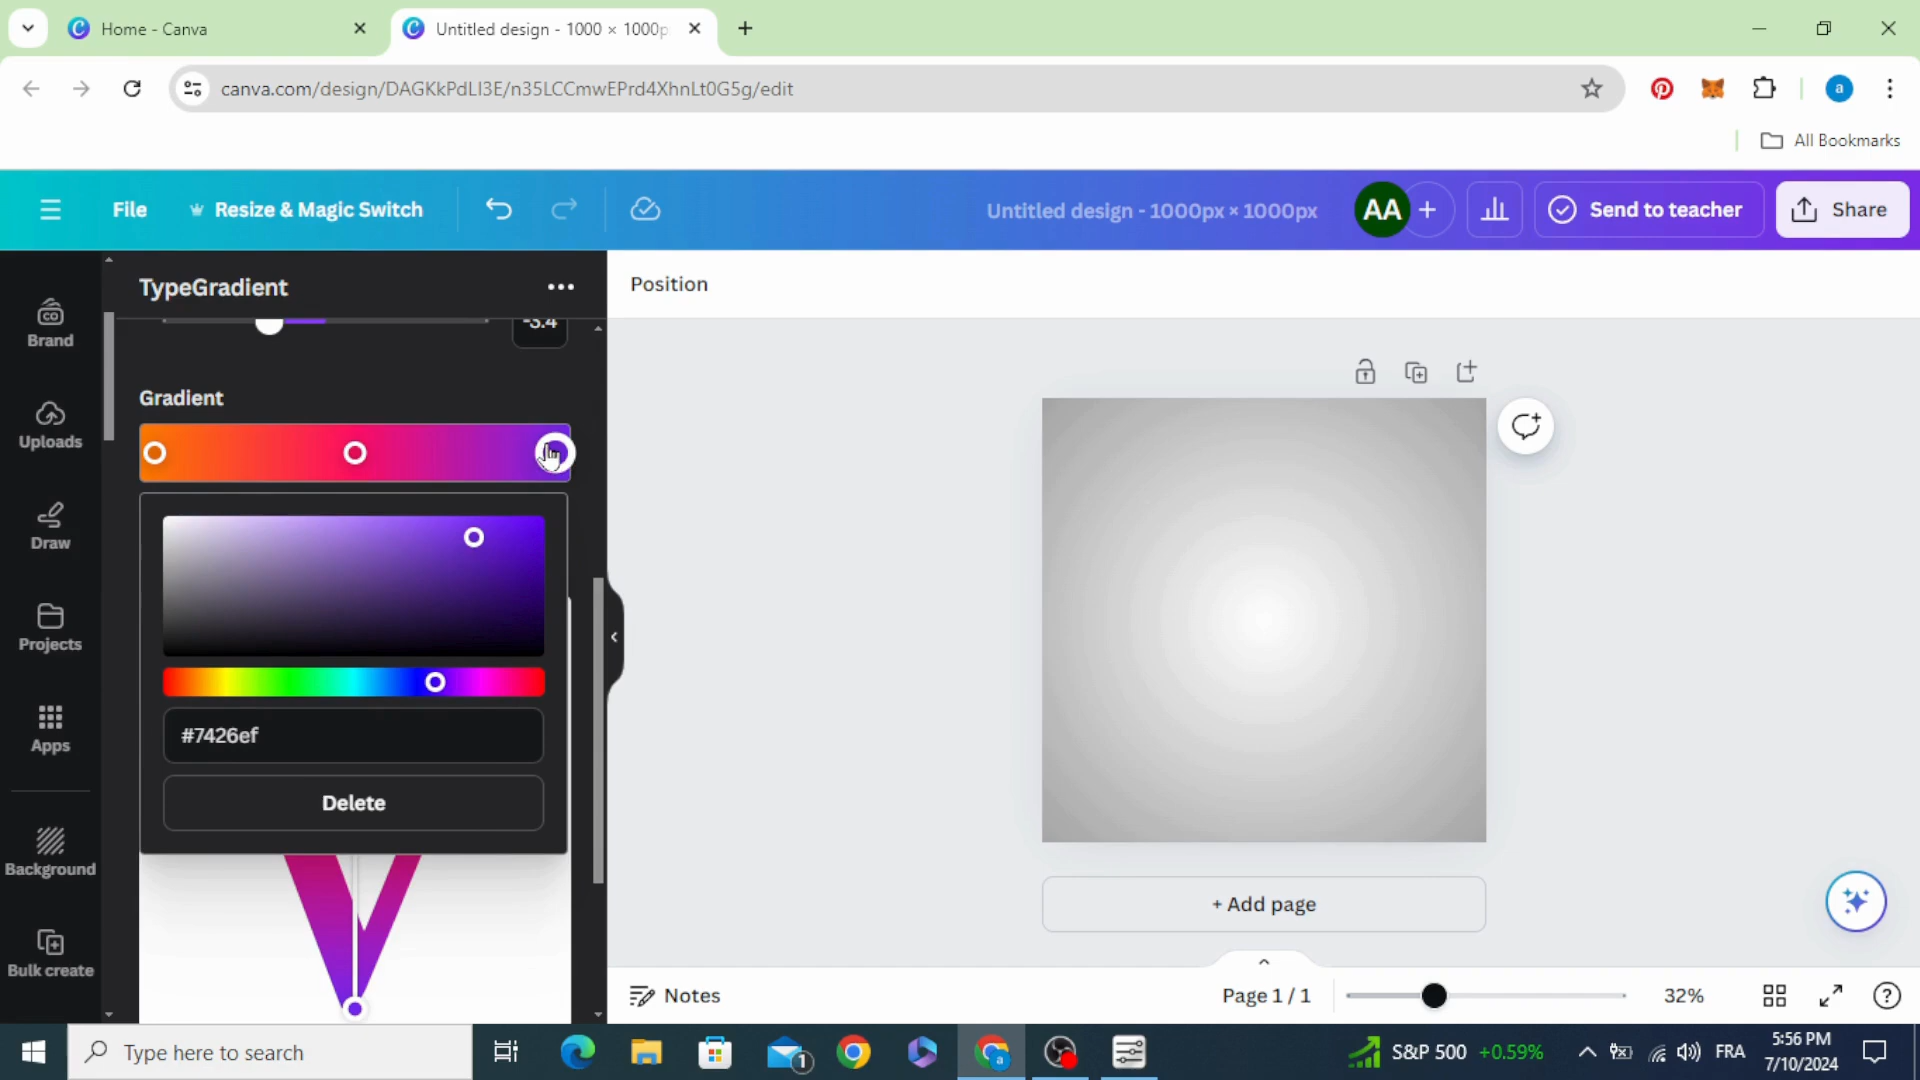 Home - Canva
Untitled design - 1000 × 1000p
canva.com/design/DAGKkPdLI3E/n35LCCmwEPrd4XhnLt0G5g/edit
a
All Bookmarks
File
Resize & Magic Switch
Untitled design - 1000px × 1000px
AA
Send to teacher
Share
TypeGradient
Position
-3.4
Brand
Gradient
Uploads
Draw
Projects
#7426ef
Apps
Delete
Background
+ Add page
Bulk create
Notes
Page 1 / 1
32%
Type here to search
1
a
S&P 500 +0.59%
FRA
5:56 PM
7/10/2024